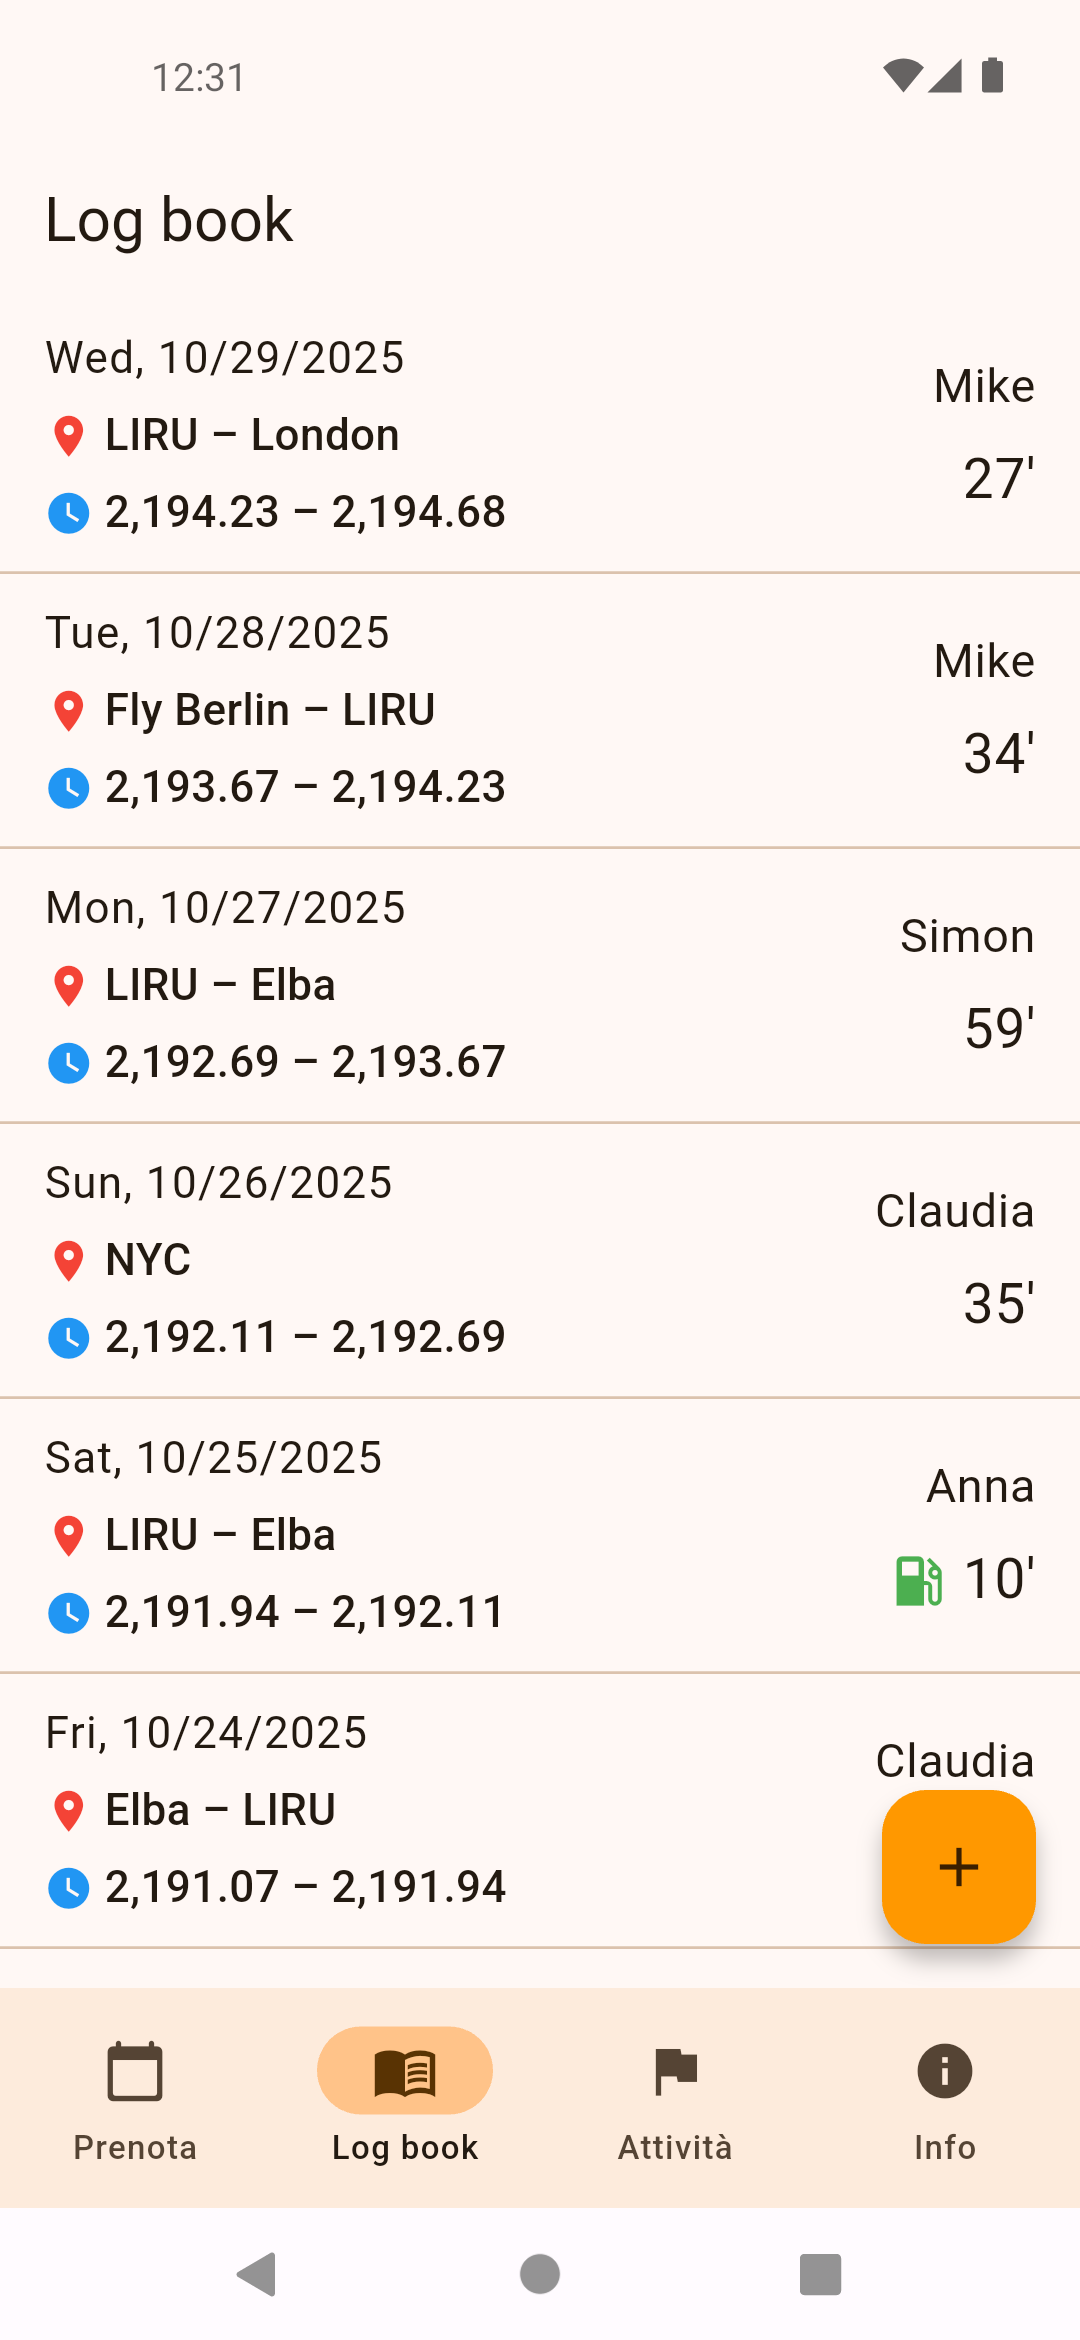 12:31
Log book
Wed, 10/29/2025
Mike
LIRU – London
27'
2,194.23 – 2,194.68
Tue, 10/28/2025
Mike
Fly Berlin – LIRU
34'
2,193.67 – 2,194.23
Mon, 10/27/2025
Simon
LIRU – Elba
59'
2,192.69 – 2,193.67
Sun, 10/26/2025
Claudia
NYC
35'
2,192.11 – 2,192.69
Sat, 10/25/2025
Anna
LIRU – Elba
10'
2,191.94 – 2,192.11
Fri, 10/24/2025
Claudia
Elba – LIRU
2,191.07 – 2,191.94
Prenota
Log book
Attività
Info